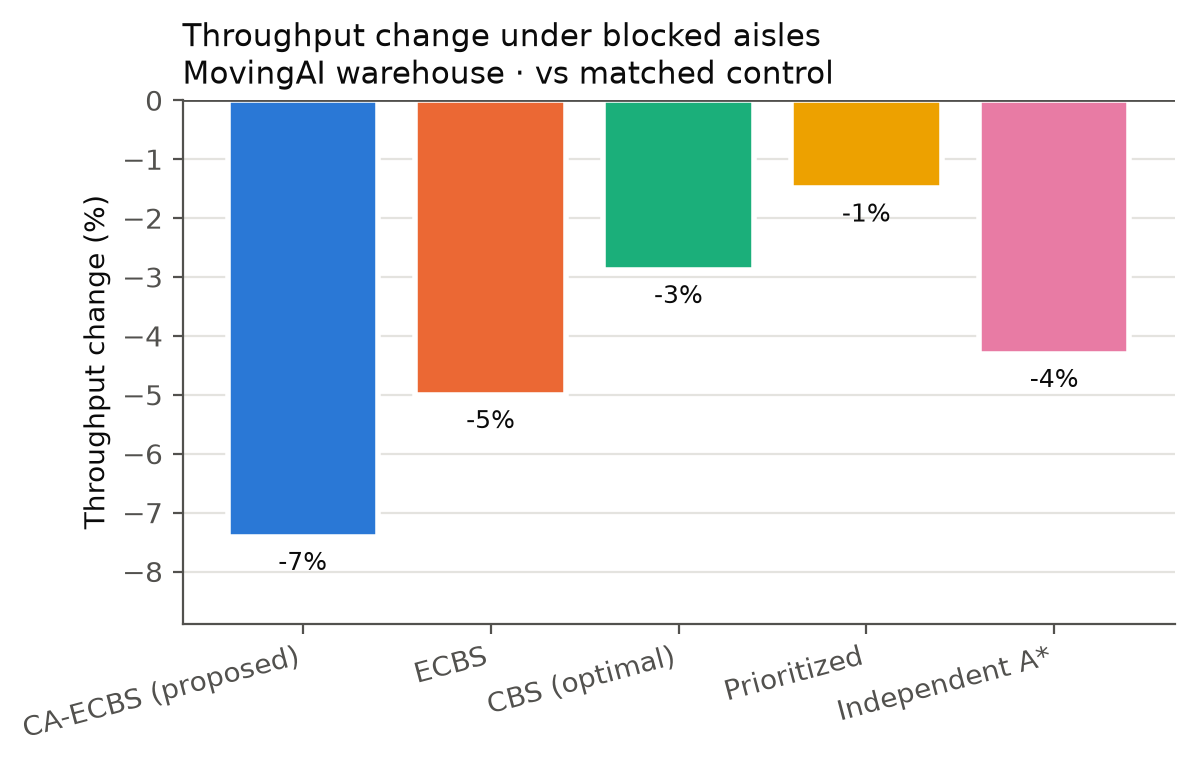 Throughput change under blocked aisles
MovingAI warehouse · vs matched control
Throughput change (%)
0
−1
−2
−3
−4
−5
−6
−7
−8
-7%
-5%
-3%
-1%
-4%
CA-ECBS (proposed)
ECBS
CBS (optimal)
Prioritized
Independent A*